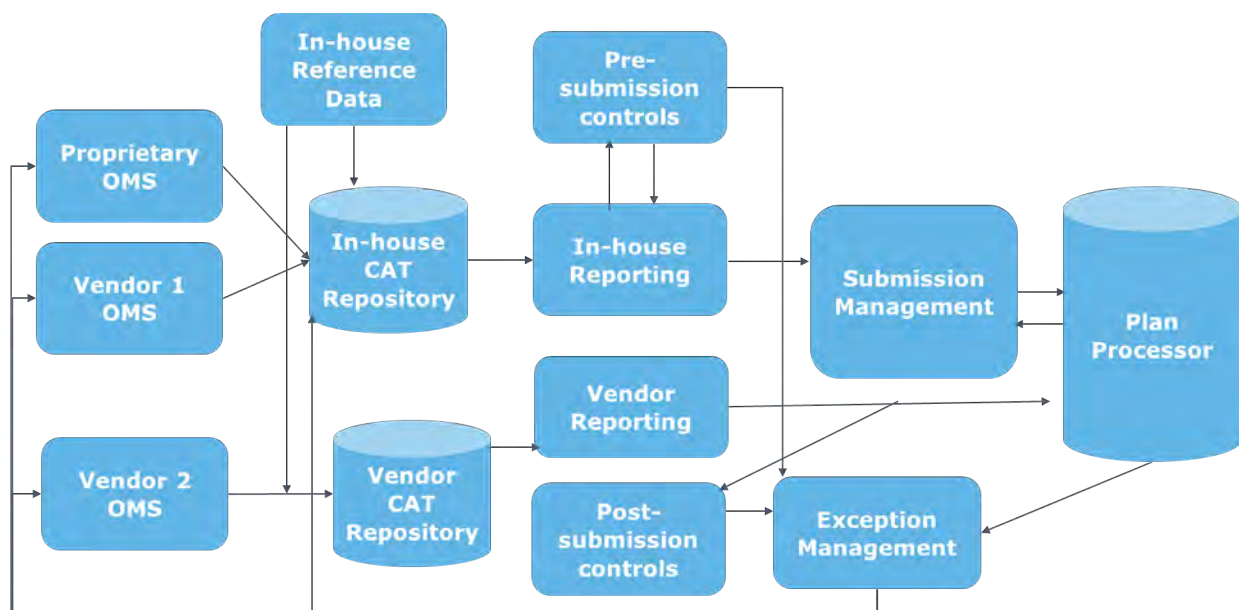 In-house
Reference
Data
Pre-
submission
controls
Proprietary
OMS
In-house
CAT
Repository
In-house
Reporting
Submission
Management
Plan
Processor
Vendor 1
OMS
Vendor
Reporting
Vendor 2
OMS
Vendor
CAT
Repository
Post-
submission
controls
Exception
Management